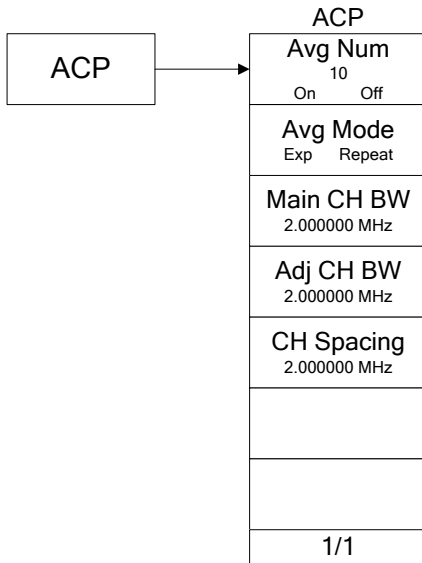 ACP
ACP
Avg Num
10
On Off
Avg Mode
Exp Repeat
Main CH BW
2.000000 MHz
Adj CH BW
2.000000 MHz
CH Spacing
2.000000 MHz
1/1